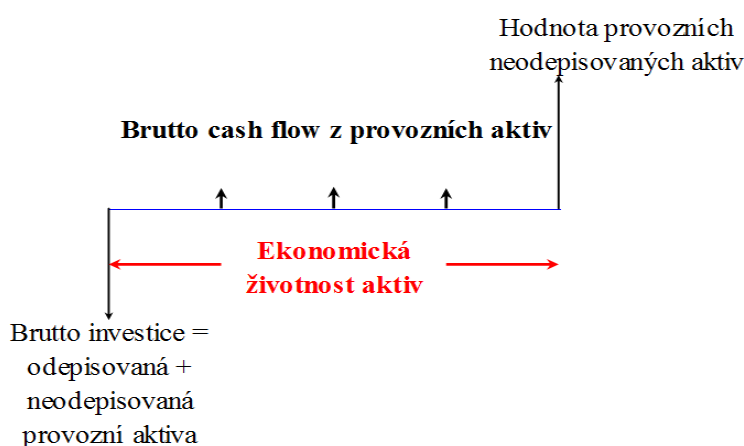 Hodnota provozních
neodepisovaných aktiv
Brutto cash flow z provozních aktiv
Ekonomická
životnost aktiv
Brutto investice =
odepisovaná +
neodepisovaná
provozní aktiva